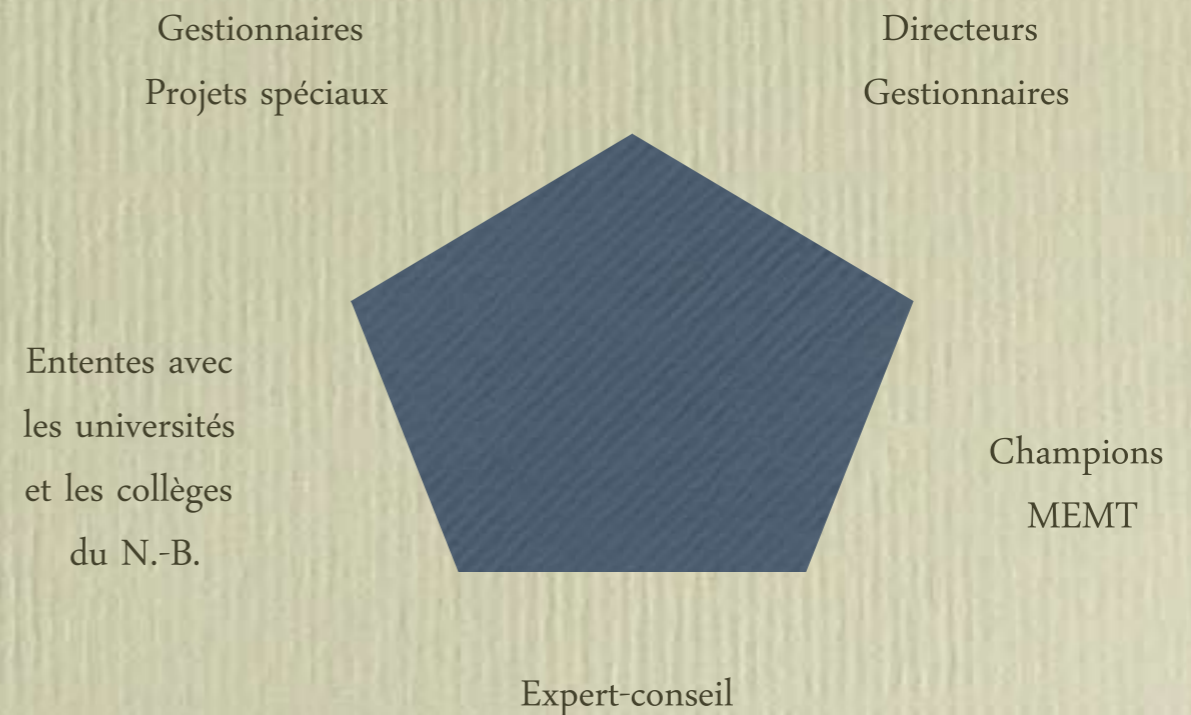 Gestionnaires
Projets spéciaux
Directeurs
Gestionnaires
Ententes avec
les universités
et les collèges
du N.-B.
Champions
MEMT
Expert-conseil